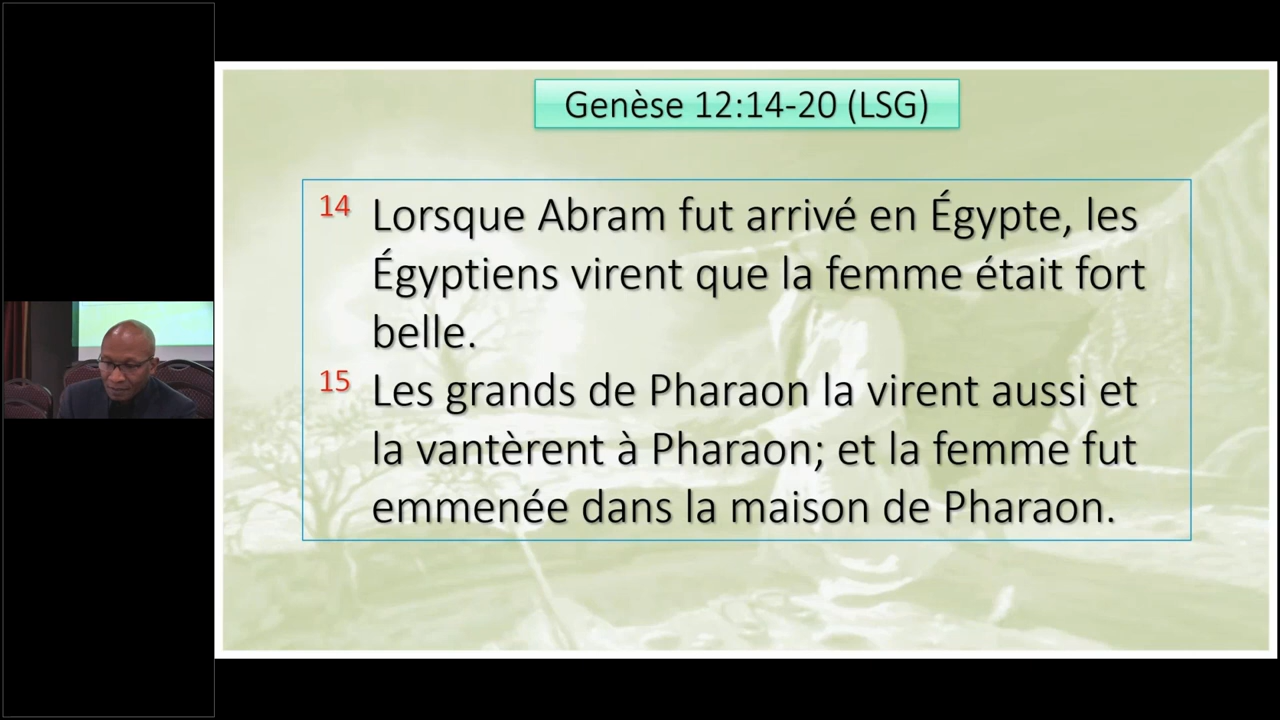 Genèse 12:14-20 (LSG)
14 Lorsque Abram fut arrivé en Égypte, les
Égyptiens virent que la femme était fort
belle.
15 Les grands de Pharaon la virent aussi et
la vantèrent à Pharaon; et la femme fut
emmenée dans la maison de Pharaon.